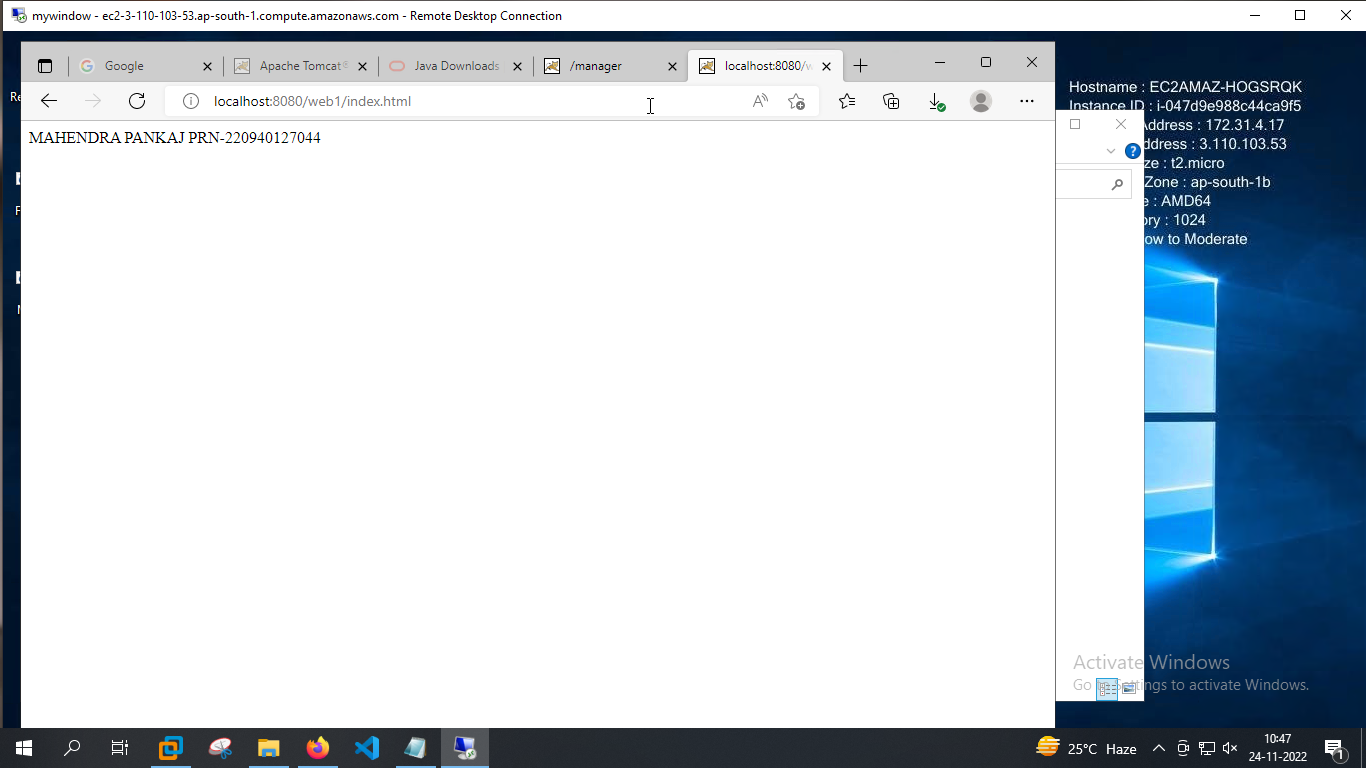 mywindow - ec2-3-110-103-53.ap-south-1.compute.amazonaws.com - Remote Desktop Connection
Google
Apache Tomcat
Java Downloads
/manager
localhost:8080/w
localhost:8080/web1/index.html
MAHENDRA PANKAJ PRN-220940127044
Hostname : EC2AMAZ-HOGSRQK
Instance ID : i-047d9e988c44ca9f5
Address : 172.31.4.17
ddress : 3.110.103.53
ze : t2.micro
Zone : ap-south-1b
e : AMD64
ory : 1024
ow to Moderate
Activate Windows
Go to Settings to activate Windows.
25°C Haze
10:47
24-11-2022
1